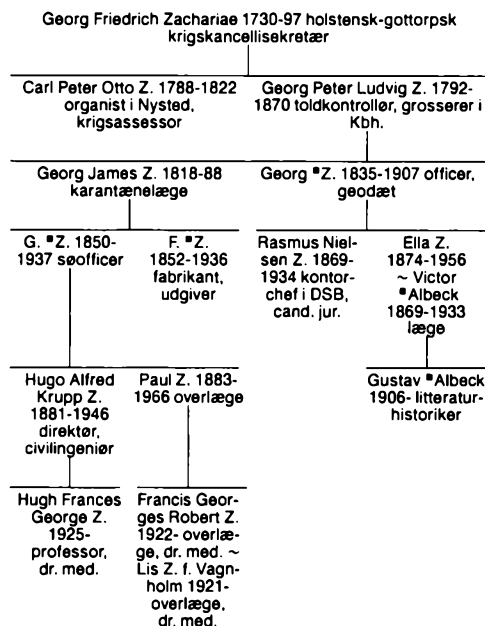 Georg Friedrich Zachariae 1730-97 holstensk-gottorpsk
krigskancellisekretær
Carl Peter Otto Z. 1788-1822
organist i Nysted,
krigsassessor
Georg Peter Ludvig Z. 1792-
1870 toldkontrollør, grosserer i
Kbh.
Georg James Z. 1818-88
karantænelæge
Georg *Z. 1835-1907 officer,
geodæt
G. *Z. 1850-
1937 søofficer
F. *Z.
1852-1936
fabrikant,
udgiver
Rasmus Niel-
sen Z. 1869-
1934 kontor-
chef i DSB,
cand. jur.
Ella Z.
1874-1956
~ Victor
*Albeck
1869-1933
læge
Hugo Alfred
Krupp Z.
1881-1946
direktør,
civilingeniør
Paul Z. 1883-
1966 overlæge
Gustav *Albeck
1906- litteratur-
historiker
Hugh Frances
George Z.
1925-
professor,
dr. med.
Francis Geor-
ges Robert Z.
1922- overlæ-
ge, dr. med. ~
Lis Z. f. Vagn-
holm 1921-
overlæge,
dr. med.